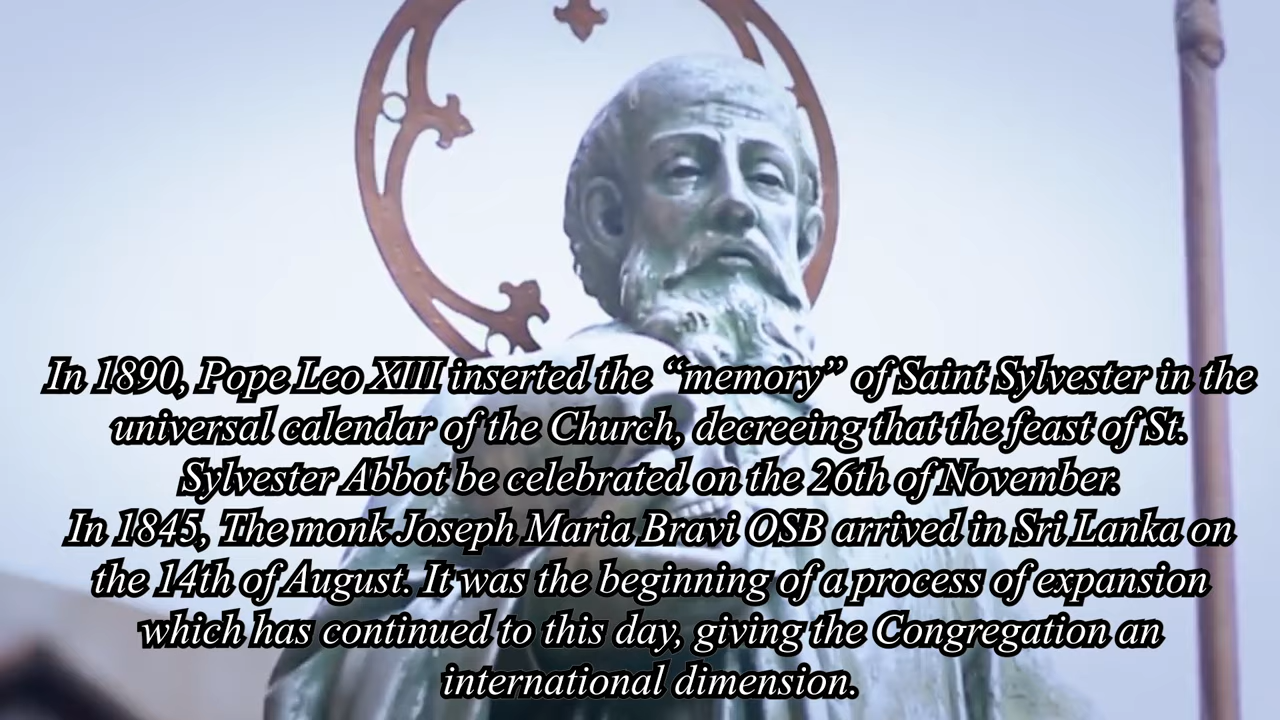 In 1890, Pope Leo XIII inserted the “memory” of Saint Sylvester in the
universal calendar of the Church, decreeing that the feast of St.
Sylvester Abbot be celebrated on the 26th of November.
In 1845, The monk Joseph Maria Bravi OSB arrived in Sri Lanka on
the 14th of August. It was the beginning of a process of expansion
which has continued to this day, giving the Congregation an
international dimension.